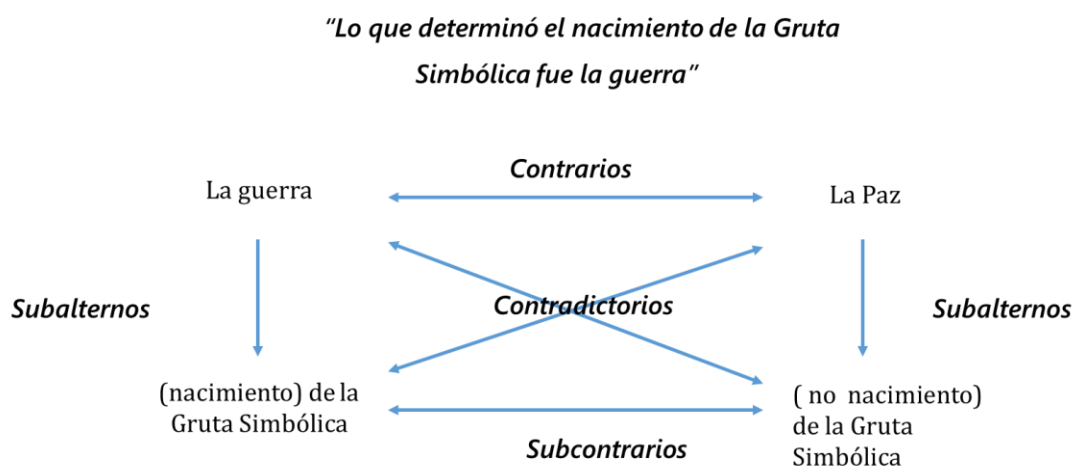 “Lo que determinó el nacimiento de la Gruta
Simbólica fue la guerra”
Contrarios
La guerra
La Paz
Subalternos
Contradictorios
Subalternos
(nacimiento) de la
Gruta Simbólica
( no nacimiento)
de la Gruta
Simbólica
Subcontrarios